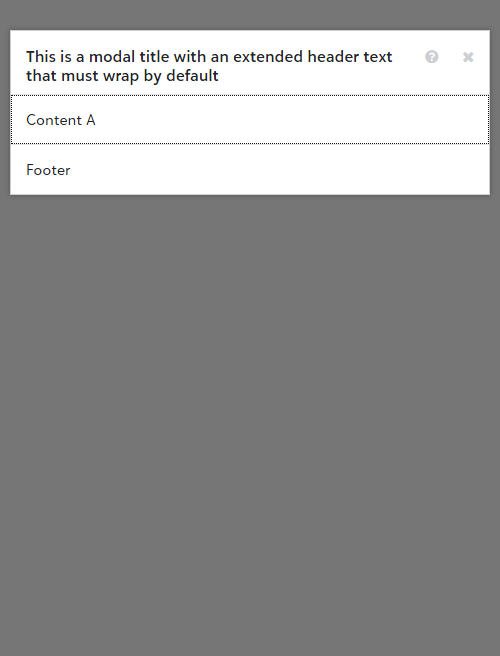 This is a modal title with an extended header text
that must wrap by default
Content A
Footer